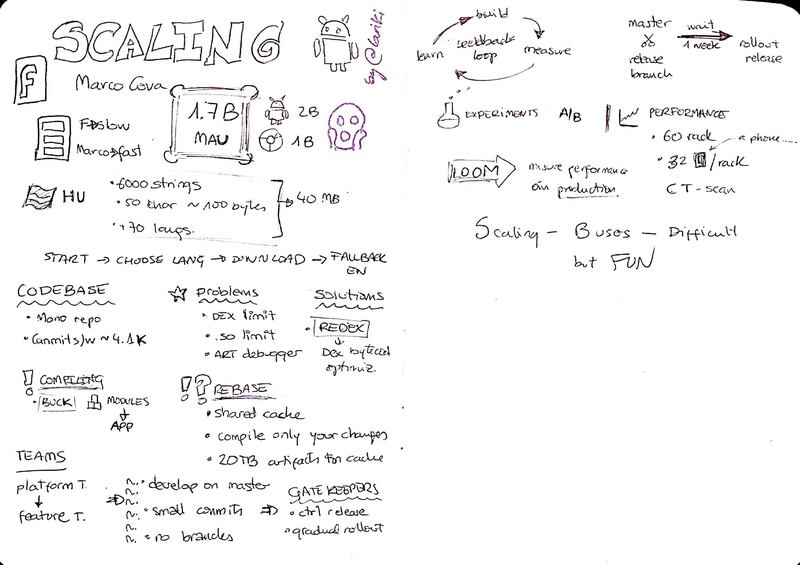 SCALING
by @lariki
F
Marco Cova
1.7B
MAU
2B
1B
F→slow
Marco→fast
HU
• 6000 strings
• 50 char ~ 100 bytes
• +70 langs.
→ 40 MB
START → CHOOSE LANG → DOWNLOAD → FALLBACK
EN
CODEBASE
• Mono repo
• Commits/w ~ 4.1K
Problems
• DEX limit
• .so limit
• ART debugger
Solutions
• REDEX
Dex bytecod
optimiz.
! COMPILING
• BUCK
MODULES
APP
!? REBASE
• shared cache
• compile only your changes
• 20TB artifacts for cache
TEAMS
platform T.
feature T.
• develop on master
• small commits
• no branches
GATEKEEPERS
• ctrl release
• gradual rollout
build
learn
feedback
loop
measure
master
release
branch
wait
1 week
rollout
release
EXPERIMENTS A/B
PERFORMANCE
• 60 rack
• 32 /rack
a phone....
CT-scan
LOOM
misure performance
on production
Scaling — Buses — Difficult
but FUN